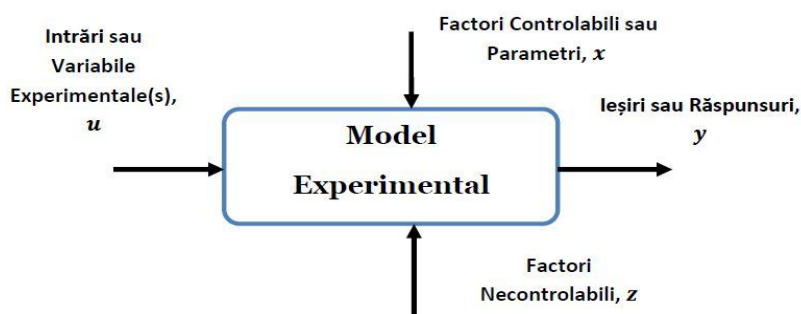 Intrări sau
Variabile
Experimentale(s),
u
Factori Controlabili sau
Parametri, x
Ieșiri sau Răspunsuri,
y
Model
Experimental
Factori
Necontrolabili, z